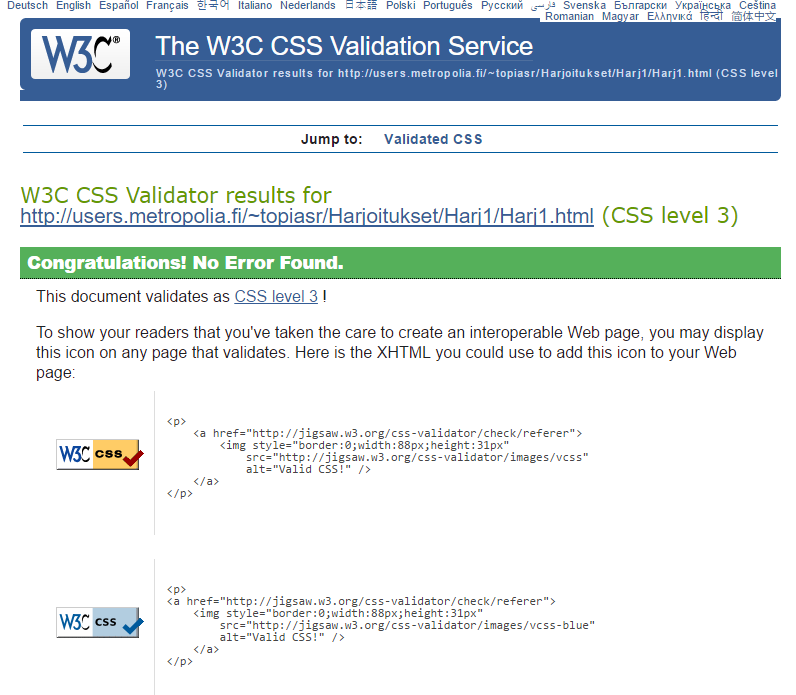 Deutsch English Español Français 한국어 Italiano Nederlands 日本語 Polski Português Русский فارسی Svenska Български Українська Čeština
Romanian Magyar Ελληνικά हिन्दी 简体中文
W3C®
The W3C CSS Validation Service
W3C CSS Validator results for http://users.metropolia.fi/~topiasr/Harjoitukset/Harj1/Harj1.html (CSS level
3)
Jump to: Validated CSS
W3C CSS Validator results for
http://users.metropolia.fi/~topiasr/Harjoitukset/Harj1/Harj1.html (CSS level 3)
Congratulations! No Error Found.
This document validates as CSS level 3 !
To show your readers that you've taken the care to create an interoperable Web page, you may display
this icon on any page that validates. Here is the XHTML you could use to add this icon to your Web
page:
W3C css
<p>
<a href="http://jigsaw.w3.org/css-validator/check/referer">
<img style="border:0;width:88px;height:31px"
src="http://jigsaw.w3.org/css-validator/images/vcss"
alt="Valid CSS!" />
</a>
</p>
W3C css
<p>
<a href="http://jigsaw.w3.org/css-validator/check/referer">
<img style="border:0;width:88px;height:31px"
src="http://jigsaw.w3.org/css-validator/images/vcss-blue"
alt="Valid CSS!" />
</a>
</p>